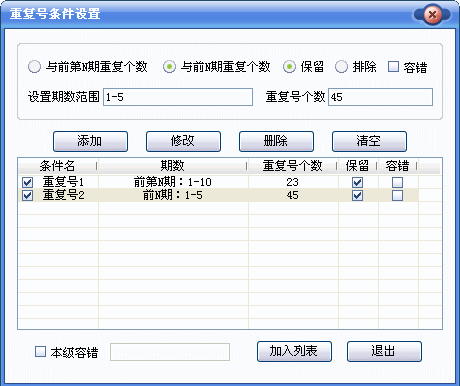 重复号条件设置
与前第N期重复个数 与前N期重复个数 保留 排除 容错
设置期数范围 1-5 重复号个数 45
添加 修改 删除 清空
条件名 期数 重复号个数 保留 容错
重复号1 前第N期：1-10 23
重复号2 前N期：1-5 45
本级容错 加入列表 退出